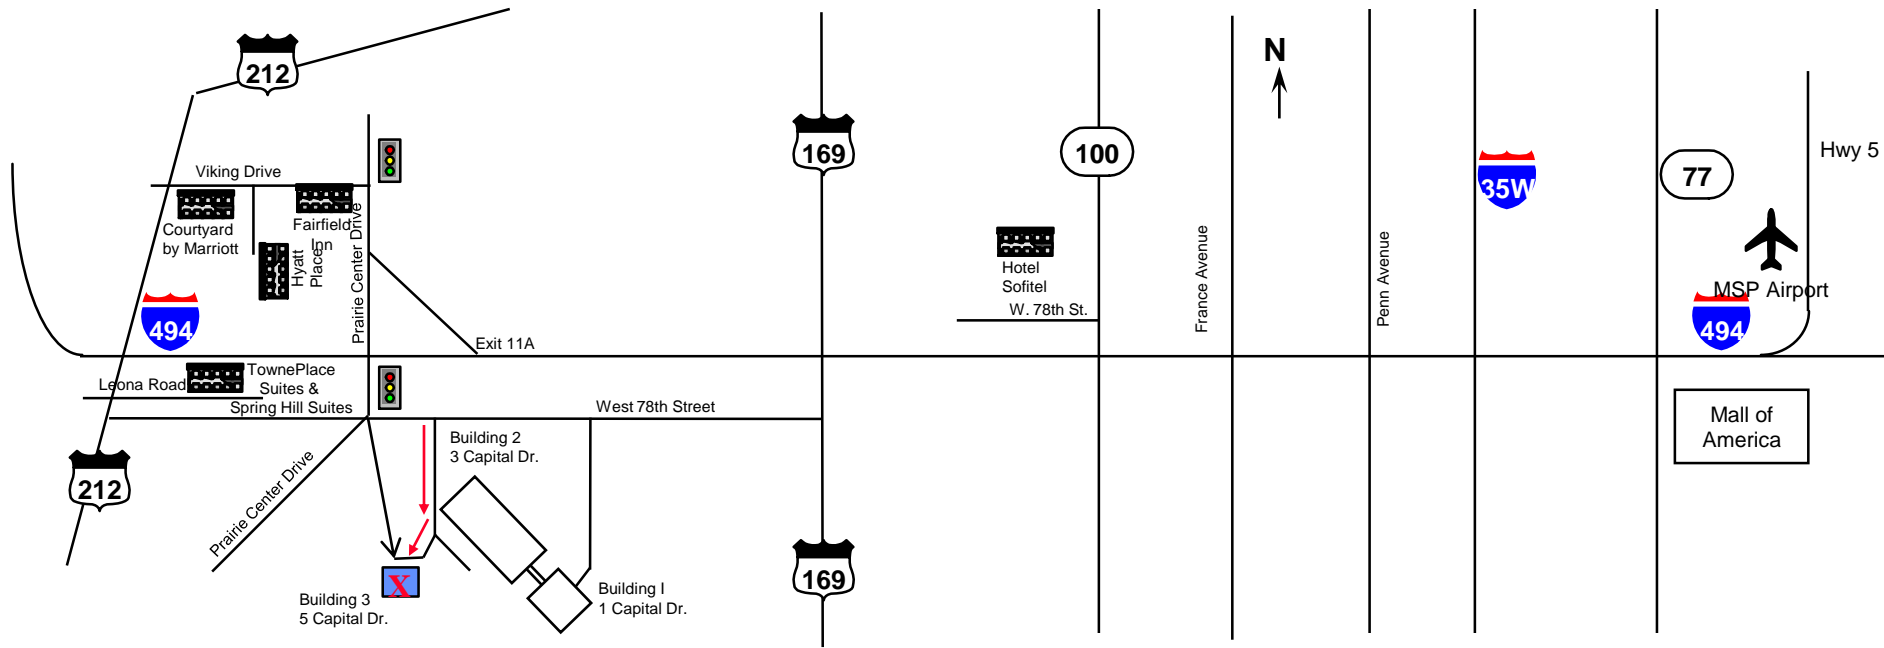 212
N
169
100
Hwy 5
Viking Drive
35W
77
Courtyard
by Marriott
Fairfield
Inn
Hyatt
Place
Prairie Center Drive
Hotel
Sofitel
W. 78th St.
France Avenue
Penn Avenue
MSP Airport
494
494
Exit 11A
Leona Road
TownePlace
Suites &
Spring Hill Suites
West 78th Street
Mall of
America
Building 2
3 Capital Dr.
212
Prairie Center Drive
X
Building 3
5 Capital Dr.
Building I
1 Capital Dr.
169